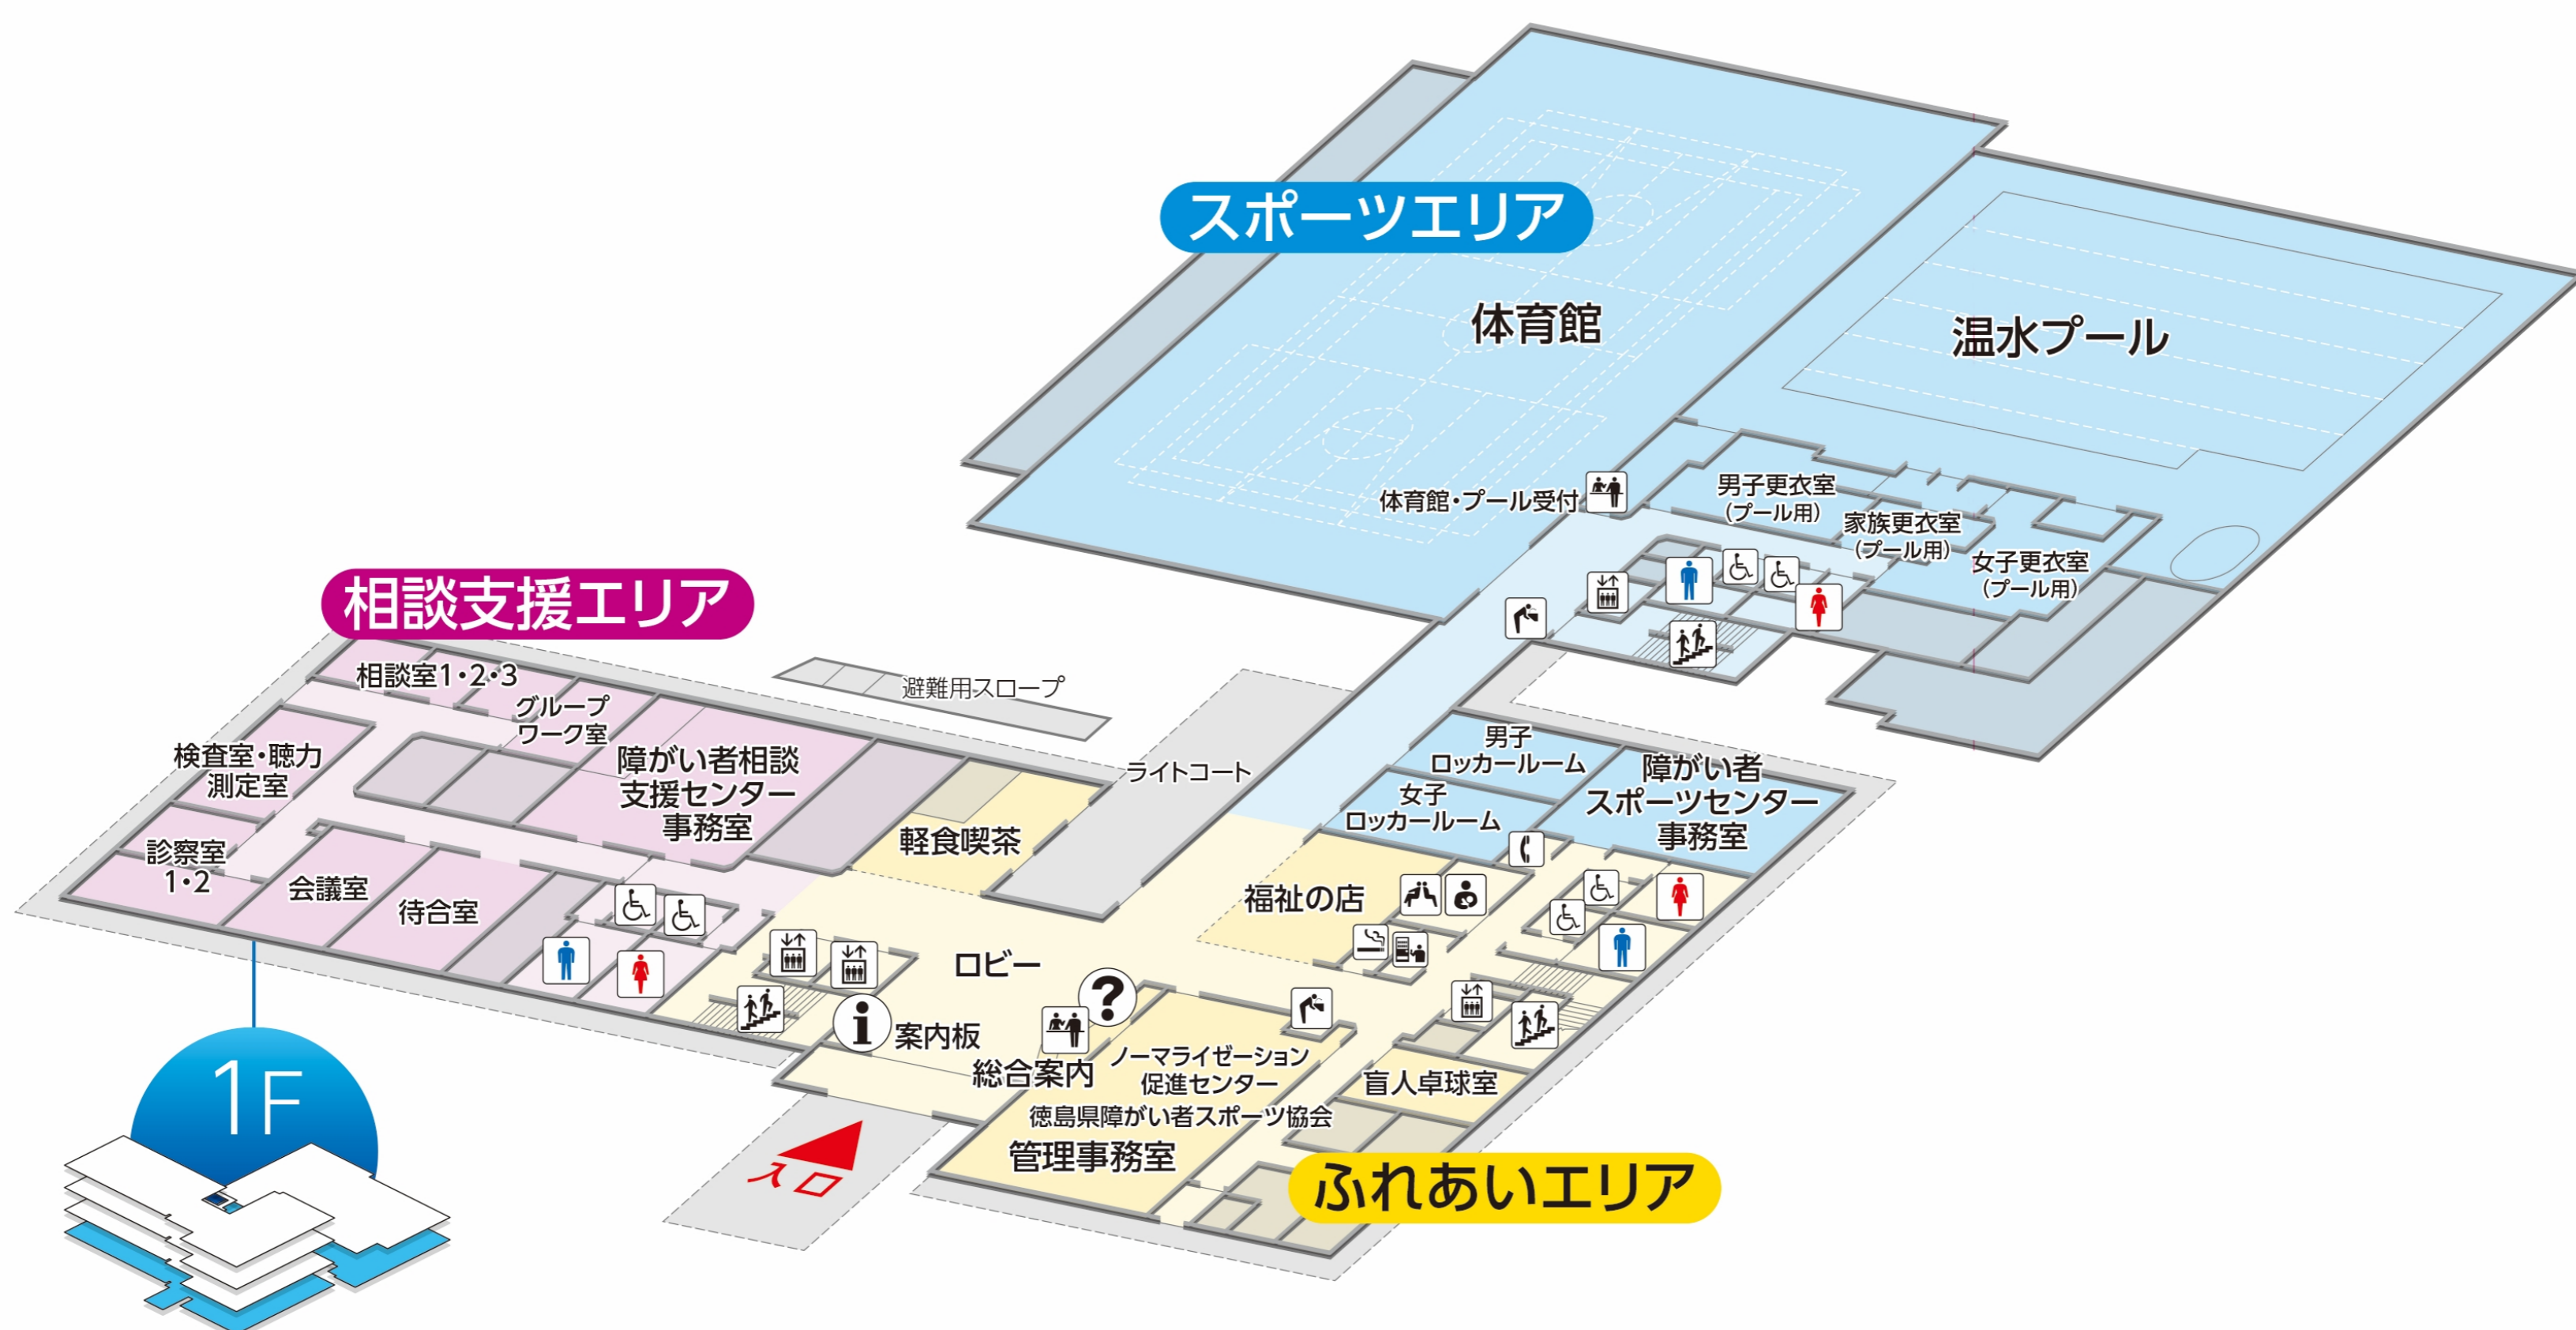 スポーツエリア
体育館
温水プール
体育館・プール受付
男子更衣室
(プール用)
家族更衣室
(プール用)
女子更衣室
(プール用)
相談支援エリア
相談室1・2・3
グループ
ワーク室
検査室・聴力
測定室
障がい者相談
支援センター
事務室
診察室
1・2
会議室
待合室
避難用スロープ
ライトコート
軽食喫茶
男子
ロッカールーム
女子
ロッカールーム
障がい者
スポーツセンター
事務室
福祉の店
ロビー
?
i
案内板
総合案内
ノーマライゼーション
促進センター
徳島県障がい者スポーツ協会
管理事務室
盲人卓球室
入口
ふれあいエリア
1F